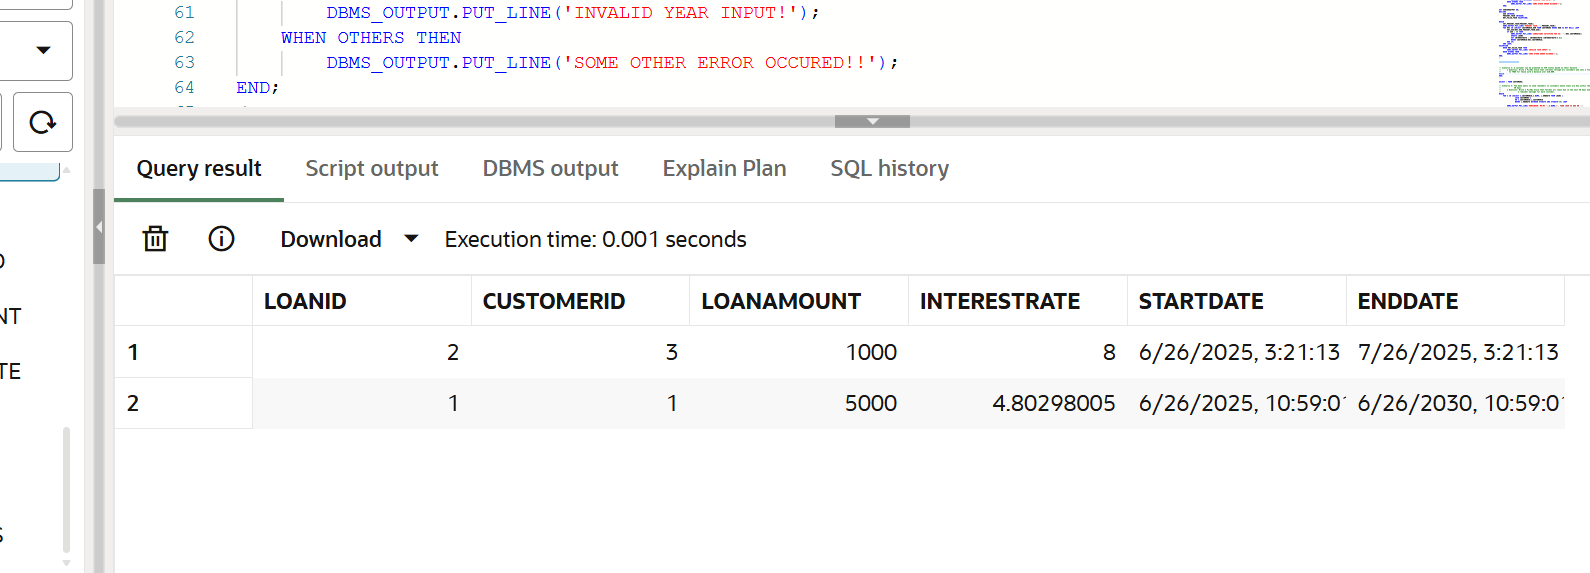 61 DBMS_OUTPUT.PUT_LINE('INVALID YEAR INPUT!');
62 WHEN OTHERS THEN
63 DBMS_OUTPUT.PUT_LINE('SOME OTHER ERROR OCCURED!!');
64 END;
Query result Script output DBMS output Explain Plan SQL history
Download Execution time: 0.001 seconds
LOANID CUSTOMERID LOANAMOUNT INTERESTRATE STARTDATE ENDDATE
1 2 3 1000 8 6/26/2025, 3:21:13 7/26/2025, 3:21:13
2 1 1 5000 4.80298005 6/26/2025, 10:59:01 6/26/2030, 10:59:01
NT
TE